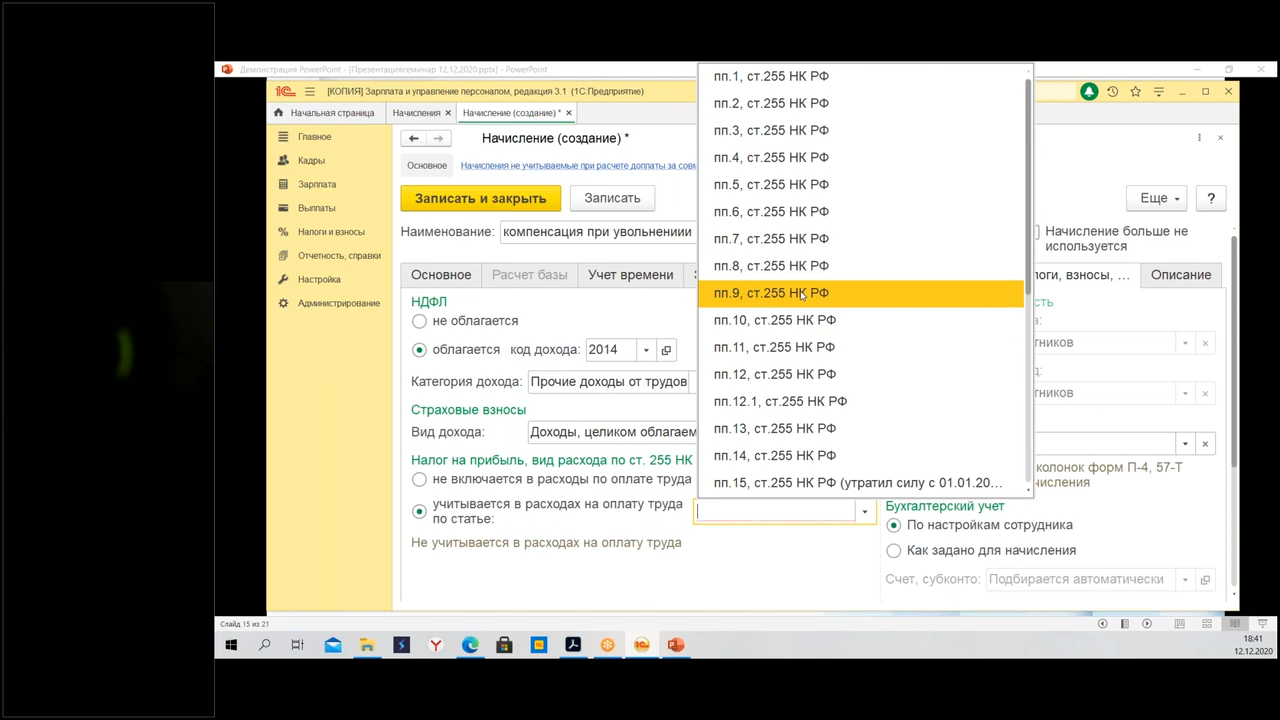 Демонстрация PowerPoint - [Презентациясеминар 12.12.2020.pptx] - PowerPoint
[КОПИЯ] Зарплата и управление персоналом, редакция 3.1 (1С:Предприятие)
Начальная страница
Начисления ×
Начисление (создание) * ×
Главное
Кадры
Зарплата
Выплаты
Налоги и взносы
Отчетность, справки
Настройка
Администрирование
Начисление (создание) *
Основное
Начисления не учитываемые при расчете доплаты за совм
Записать и закрыть
Записать
Еще
?
Наименование:
компенсация при увольнениии
Начисление больше не
используется
Основное
Расчет базы
Учет времени
логи, взносы, ...
Описание
НДФЛ
не облагается
облагается
код дохода:
2014
Категория дохода:
Прочие доходы от трудов
Страховые взносы
Вид дохода:
Доходы, целиком облагаем
Налог на прибыль, вид расхода по ст. 255 НК
не включается в расходы по оплате труда
учитывается в расходах на оплату труда
по статье:
Не учитывается в расходах на оплату труда
пп.1, ст.255 НК РФ
пп.2, ст.255 НК РФ
пп.3, ст.255 НК РФ
пп.4, ст.255 НК РФ
пп.5, ст.255 НК РФ
пп.6, ст.255 НК РФ
пп.7, ст.255 НК РФ
пп.8, ст.255 НК РФ
пп.9, ст.255 НК РФ
пп.10, ст.255 НК РФ
пп.11, ст.255 НК РФ
пп.12, ст.255 НК РФ
пп.12.1, ст.255 НК РФ
пп.13, ст.255 НК РФ
пп.14, ст.255 НК РФ
пп.15, ст.255 НК РФ (утратил силу с 01.01.20...
сть
а:
тников
д:
тников
колонок форм П-4, 57-Т
числения
Бухгалтерский учет
По настройкам сотрудника
Как задано для начисления
Счет, субконто:
Подбирается автоматически
Слайд 15 из 21
18:41
12.12.2020